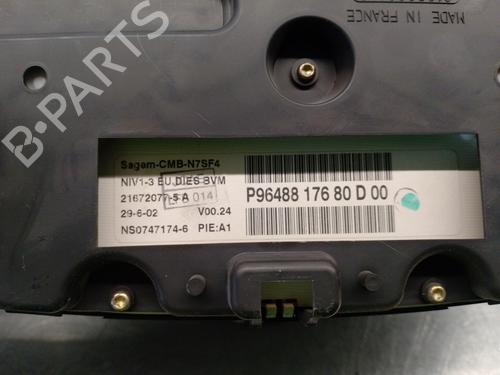 MADE IN FRANCE
Sagem-CMB-N7SF4
NIV1-3 EU,DIES BVM
21672077-5 A
014
29-6-02 V00.24
NS0747174-6 PIE:A1
P96488 176 80 D 00
B-PARTS